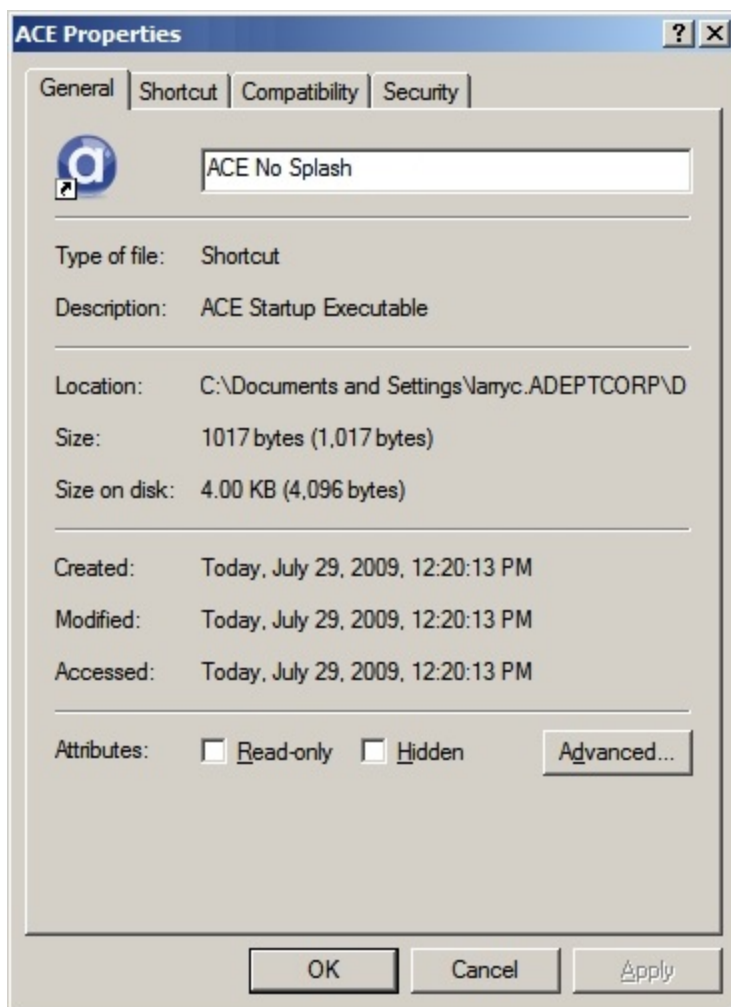 ACE Properties
General Shortcut Compatibility Security
a ACE No Splash
Type of file: Shortcut
Description: ACE Startup Executable
Location: C:\Documents and Settings\larryc.ADEPTCORP\D
Size: 1017 bytes (1,017 bytes)
Size on disk: 4.00 KB (4,096 bytes)
Created: Today, July 29, 2009, 12:20:13 PM
Modified: Today, July 29, 2009, 12:20:13 PM
Accessed: Today, July 29, 2009, 12:20:13 PM
Attributes: Read-only Hidden Advanced...
OK Cancel Apply